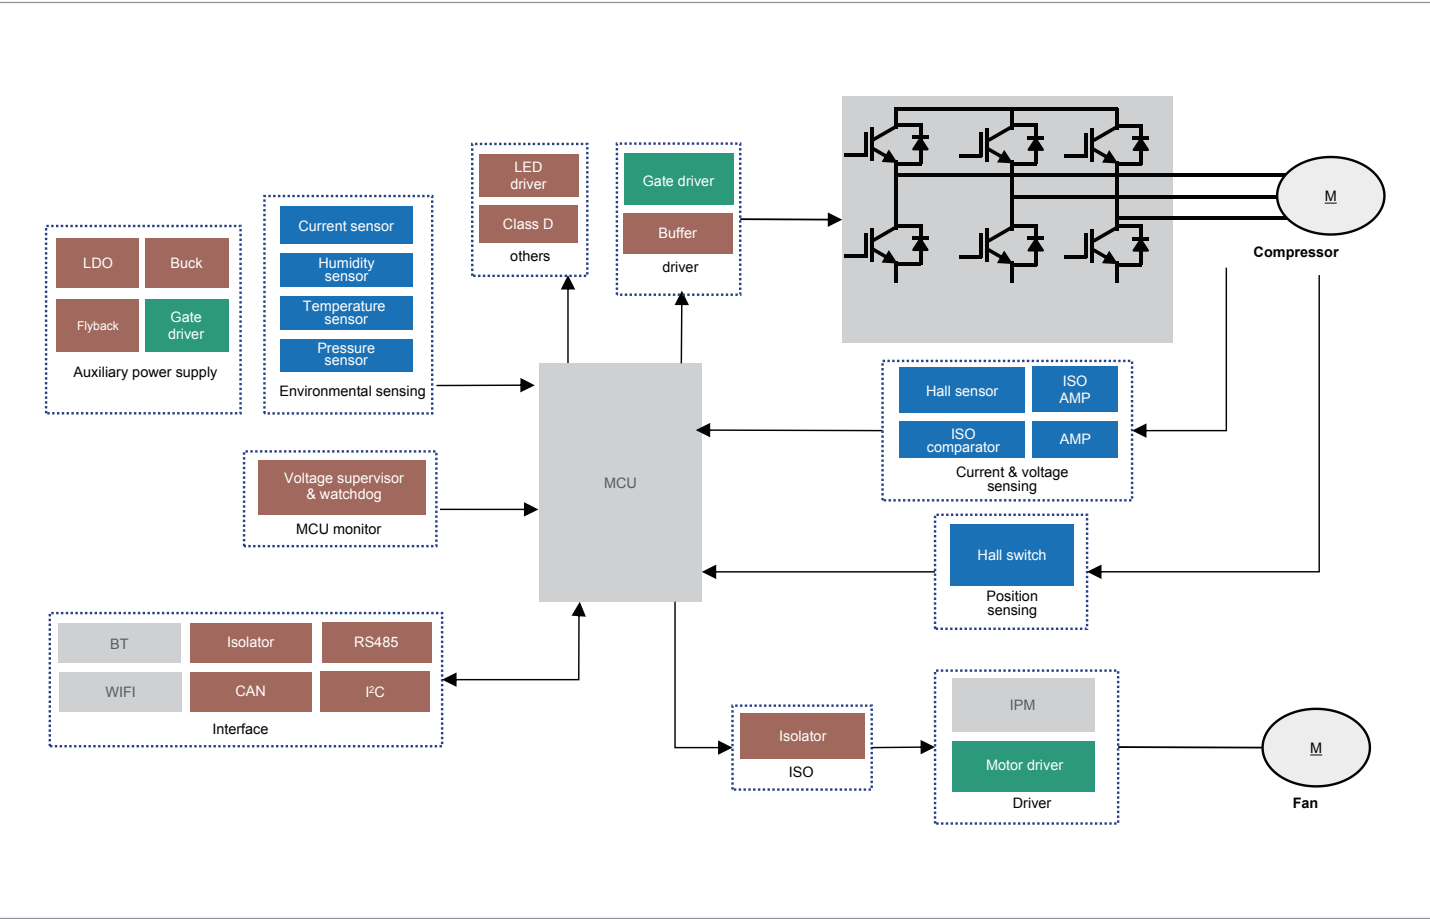 LED
driver
Class D
others
Gate driver
Buffer
driver
M
Compressor
Current sensor
Humidity
sensor
Temperature
sensor
Pressure
sensor
Environmental sensing
LDO
Buck
Flyback
Gate
driver
Auxiliary power supply
Hall sensor
ISO
AMP
ISO
comparator
AMP
Current & voltage
sensing
MCU
Voltage supervisor
& watchdog
MCU monitor
Hall switch
Position
sensing
BT
Isolator
RS485
WIFI
CAN
I²C
Interface
Isolator
ISO
IPM
Motor driver
Driver
M
Fan